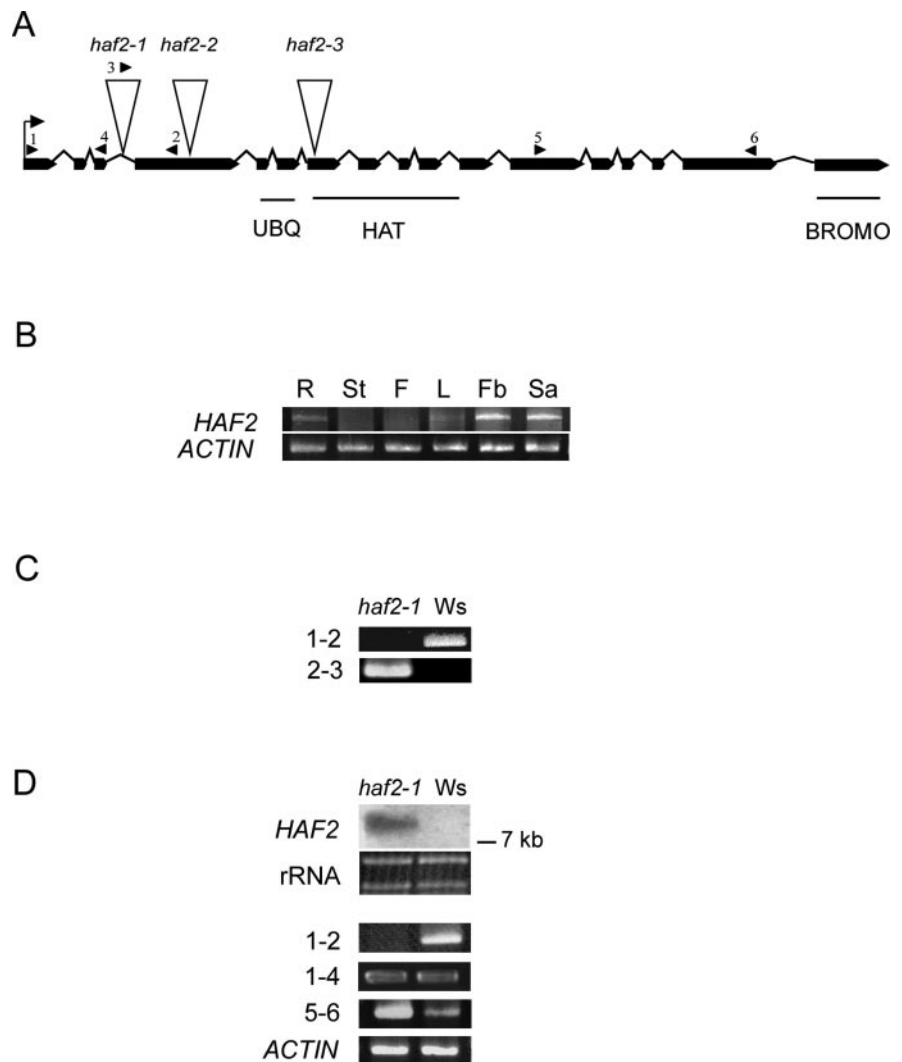 A
haf2-1 haf2-2 haf2-3
3
1 4 2 5 6
UBQ HAT BROMO
B
R St F L Fb Sa
HAF2
ACTIN
C
haf2-1 Ws
1-2
2-3
D
haf2-1 Ws
HAF2
7 kb
rRNA
1-2
1-4
5-6
ACTIN